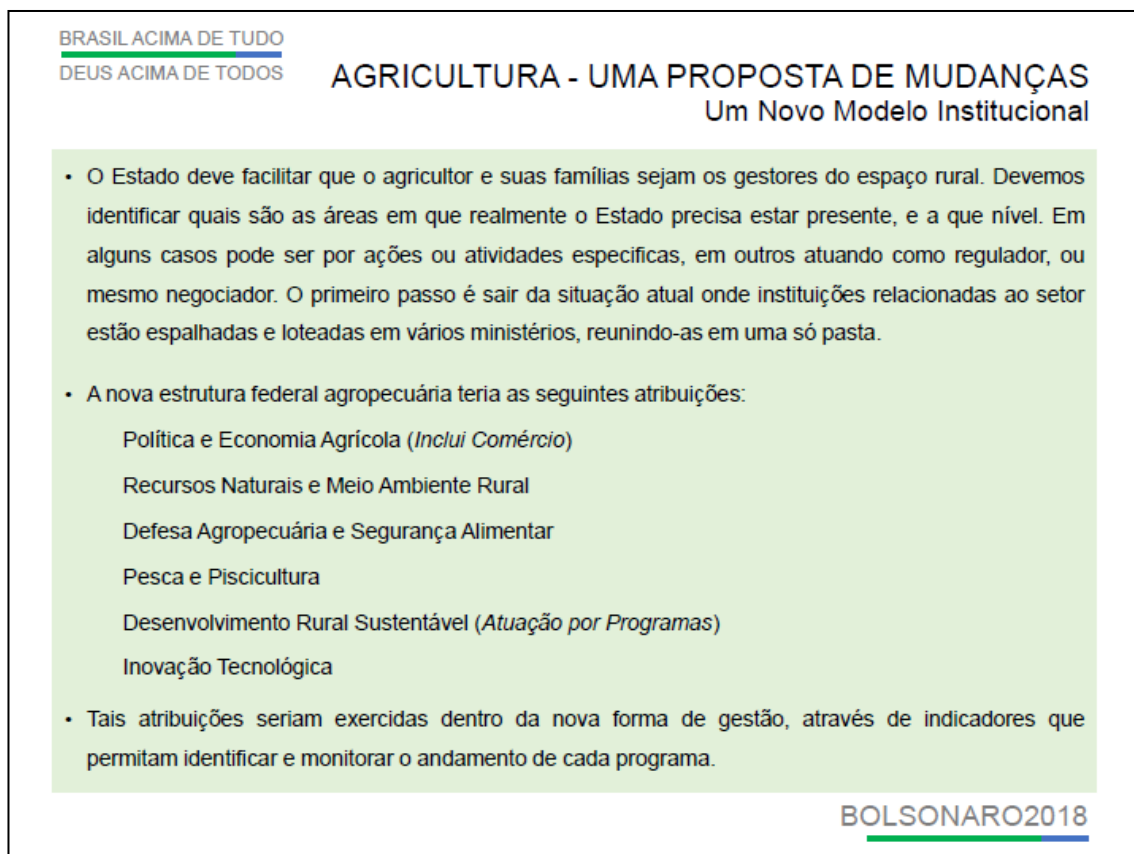 BRASIL ACIMA DE TUDO
DEUS ACIMA DE TODOS
AGRICULTURA - UMA PROPOSTA DE MUDANÇAS
Um Novo Modelo Institucional
• O Estado deve facilitar que o agricultor e suas famílias sejam os gestores do espaço rural. Devemos
identificar quais são as áreas em que realmente o Estado precisa estar presente, e a que nível. Em
alguns casos pode ser por ações ou atividades especificas, em outros atuando como regulador, ou
mesmo negociador. O primeiro passo é sair da situação atual onde instituições relacionadas ao setor
estão espalhadas e loteadas em vários ministérios, reunindo-as em uma só pasta.
• A nova estrutura federal agropecuária teria as seguintes atribuições:
Política e Economia Agrícola (Inclui Comércio)
Recursos Naturais e Meio Ambiente Rural
Defesa Agropecuária e Segurança Alimentar
Pesca e Piscicultura
Desenvolvimento Rural Sustentável (Atuação por Programas)
Inovação Tecnológica
• Tais atribuições seriam exercidas dentro da nova forma de gestão, através de indicadores que
permitam identificar e monitorar o andamento de cada programa.
BOLSONARO2018